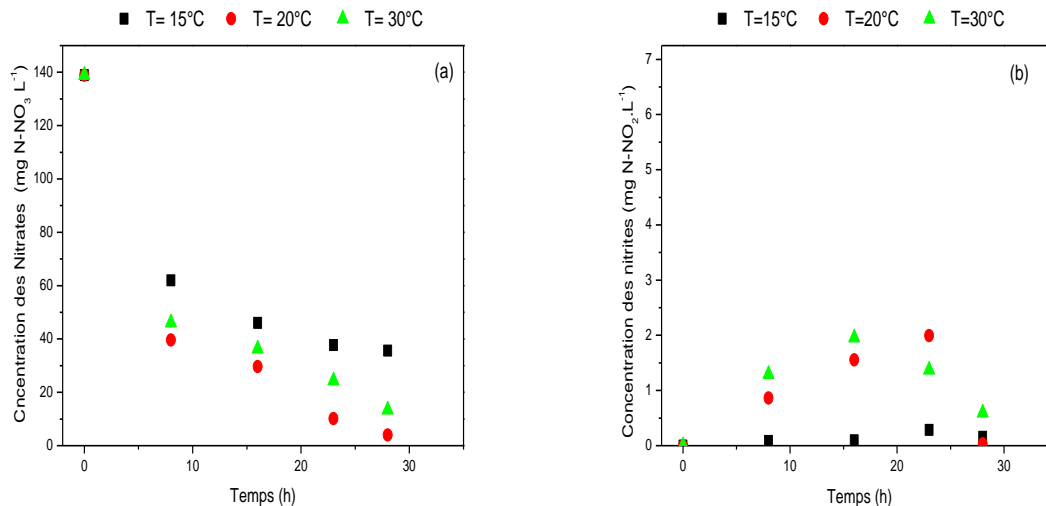 T= 15°C T= 20°C T= 30°C
(a)
Cncentration des Nitrates (mg N-NO3 L-1)
140
120
100
80
60
40
20
0
0 10 20 30
Temps (h)
T=15°C T=20°C T=30°C
(b)
Concentration des nitrites (mg N-NO2.L-1)
7
6
5
4
3
2
1
0
0 10 20 30
Temps (h)